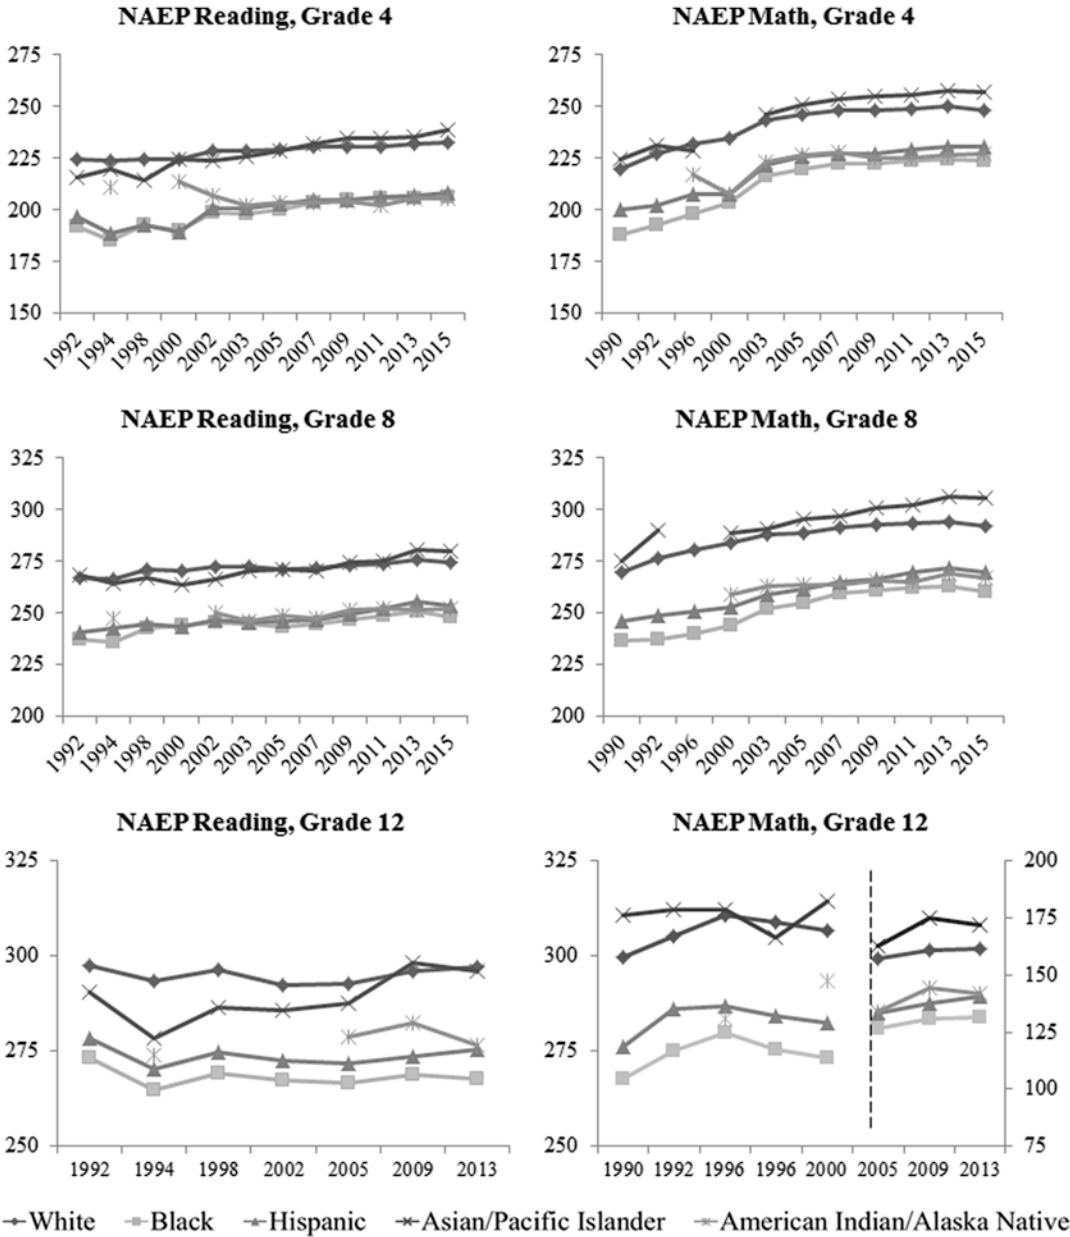 NAEP Reading, Grade 4
275
250
225
200
175
150
1992 1994 1998 2000 2002 2003 2005 2007 2009 2011 2013 2015
NAEP Math, Grade 4
275
250
225
200
175
150
1990 1992 1996 2000 2003 2005 2007 2009 2011 2013 2015
NAEP Reading, Grade 8
325
300
275
250
225
200
1992 1994 1998 2000 2002 2003 2005 2007 2009 2011 2013 2015
NAEP Math, Grade 8
325
300
275
250
225
200
1990 1992 1996 2000 2003 2005 2007 2009 2011 2013 2015
NAEP Reading, Grade 12
325
300
275
250
1992 1994 1998 2002 2005 2009 2013
NAEP Math, Grade 12
325
300
275
250
200
175
150
125
100
75
1990 1992 1996 1996 2000 2005 2009 2013
White Black Hispanic Asian/Pacific Islander American Indian/Alaska Native